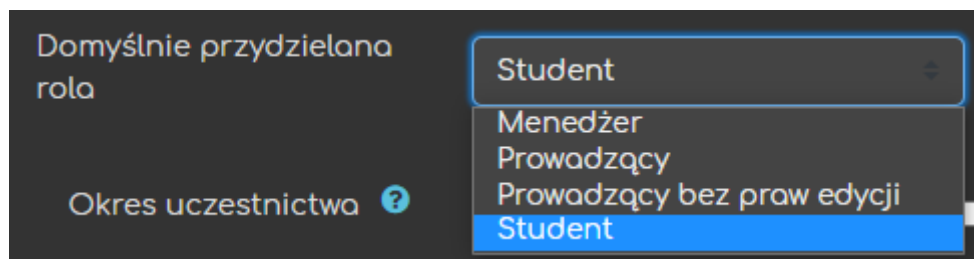 Domyślnie przydzielana
rola
Student
Menedżer
Prowadzący
Prowadzący bez praw edycji
Student
Okres uczestnictwa ?